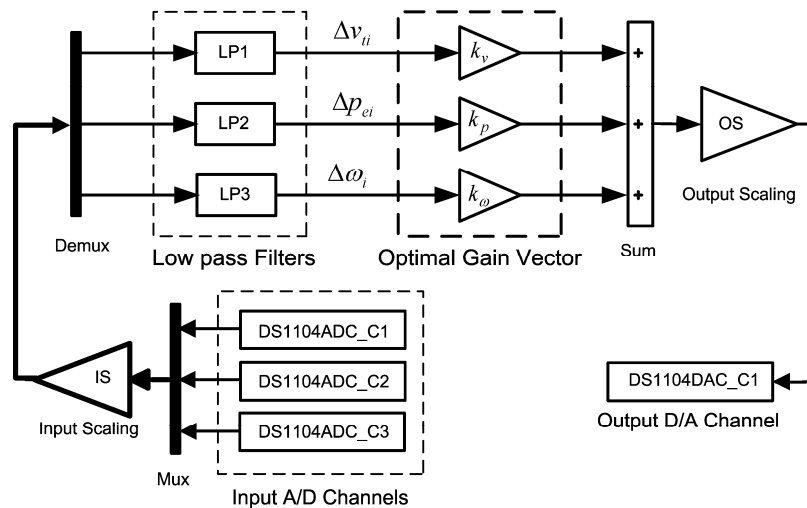 LP1
Δv_ti
k_v
+
LP2
Δp_ei
k_p
+
OS
LP3
Δω_i
k_ω
+
Output Scaling
Demux
Low pass Filters
Optimal Gain Vector
Sum
DS1104ADC_C1
IS
DS1104ADC_C2
DS1104DAC_C1
Input Scaling
DS1104ADC_C3
Output D/A Channel
Mux
Input A/D Channels